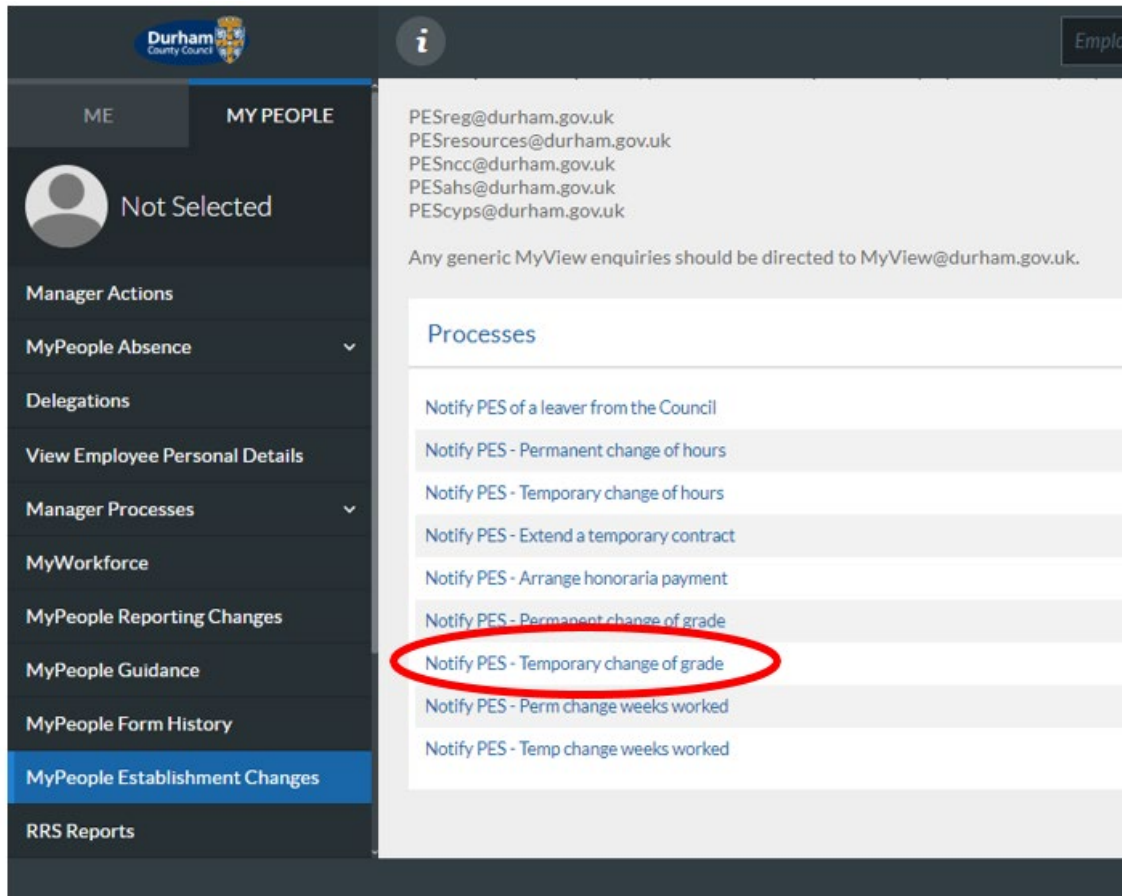 Durham
County Council
i
Emplo
ME
MY PEOPLE
Not Selected
Manager Actions
MyPeople Absence
Delegations
View Employee Personal Details
Manager Processes
MyWorkforce
MyPeople Reporting Changes
MyPeople Guidance
MyPeople Form History
MyPeople Establishment Changes
RRS Reports
PESreg@durham.gov.uk
PESresources@durham.gov.uk
PESncc@durham.gov.uk
PESahs@durham.gov.uk
PEScyps@durham.gov.uk
Any generic MyView enquiries should be directed to MyView@durham.gov.uk.
Processes
Notify PES of a leaver from the Council
Notify PES - Permanent change of hours
Notify PES - Temporary change of hours
Notify PES - Extend a temporary contract
Notify PES - Arrange honoraria payment
Notify PES - Permanent change of grade
Notify PES - Temporary change of grade
Notify PES - Perm change weeks worked
Notify PES - Temp change weeks worked